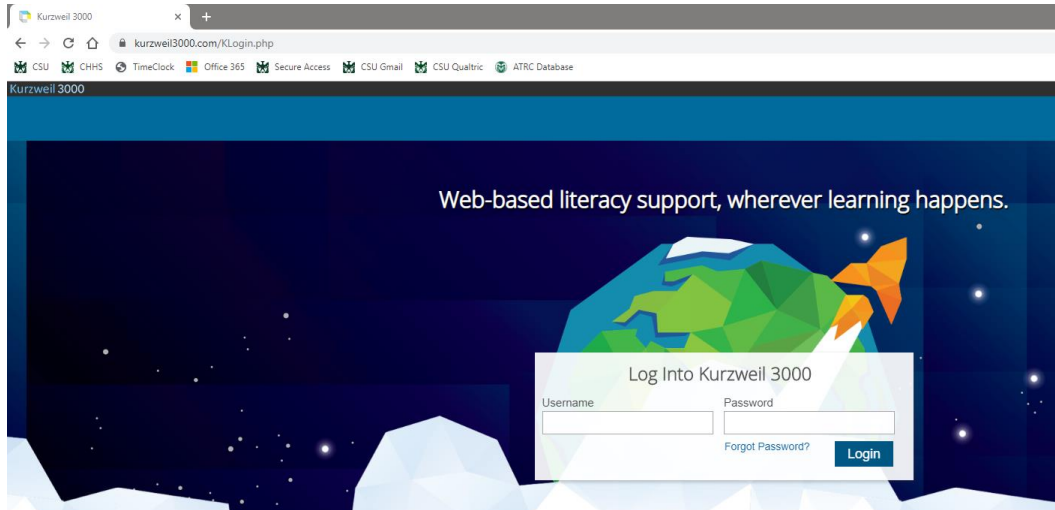 Kurzweil 3000
kurzweil3000.com/KLogin.php
CSU CHHS TimeClock Office 365 Secure Access CSU Gmail CSU Qualtric ATRC Database
Kurzweil 3000
Web-based literacy support, wherever learning happens.
Log Into Kurzweil 3000
Username Password
Forgot Password? Login